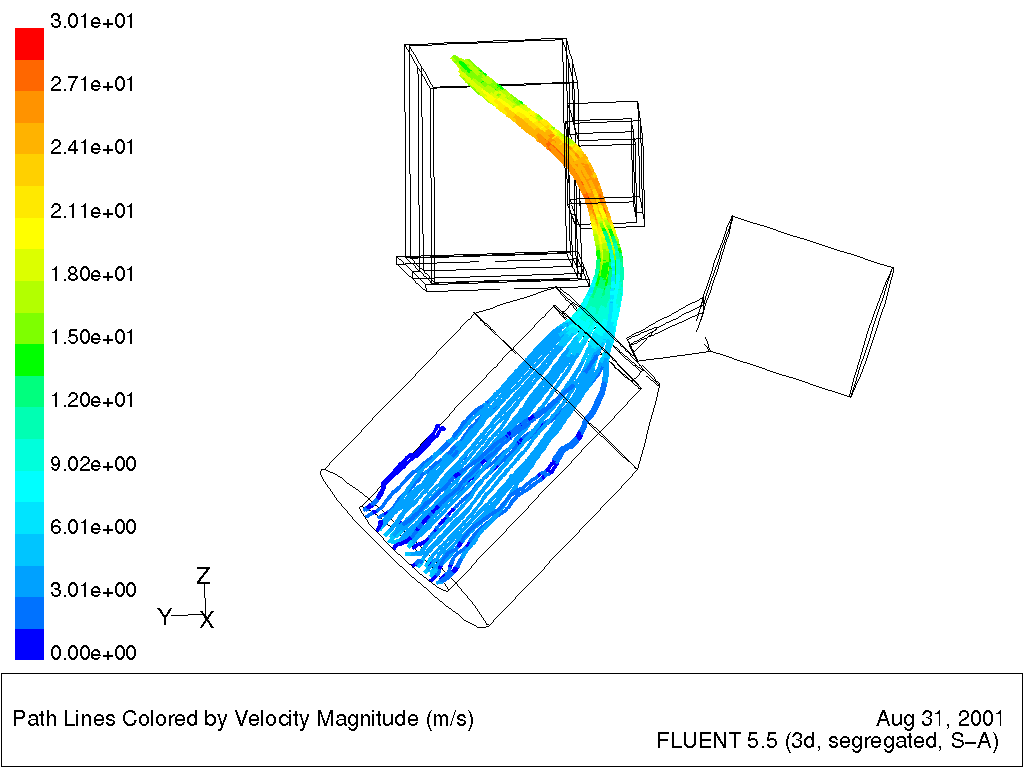 3.01e+01
2.71e+01
2.41e+01
2.11e+01
1.80e+01
1.50e+01
1.20e+01
9.02e+00
6.01e+00
3.01e+00
0.00e+00
Z
Y
X
Path Lines Colored by Velocity Magnitude (m/s)
Aug 31, 2001
FLUENT 5.5 (3d, segregated, S-A)